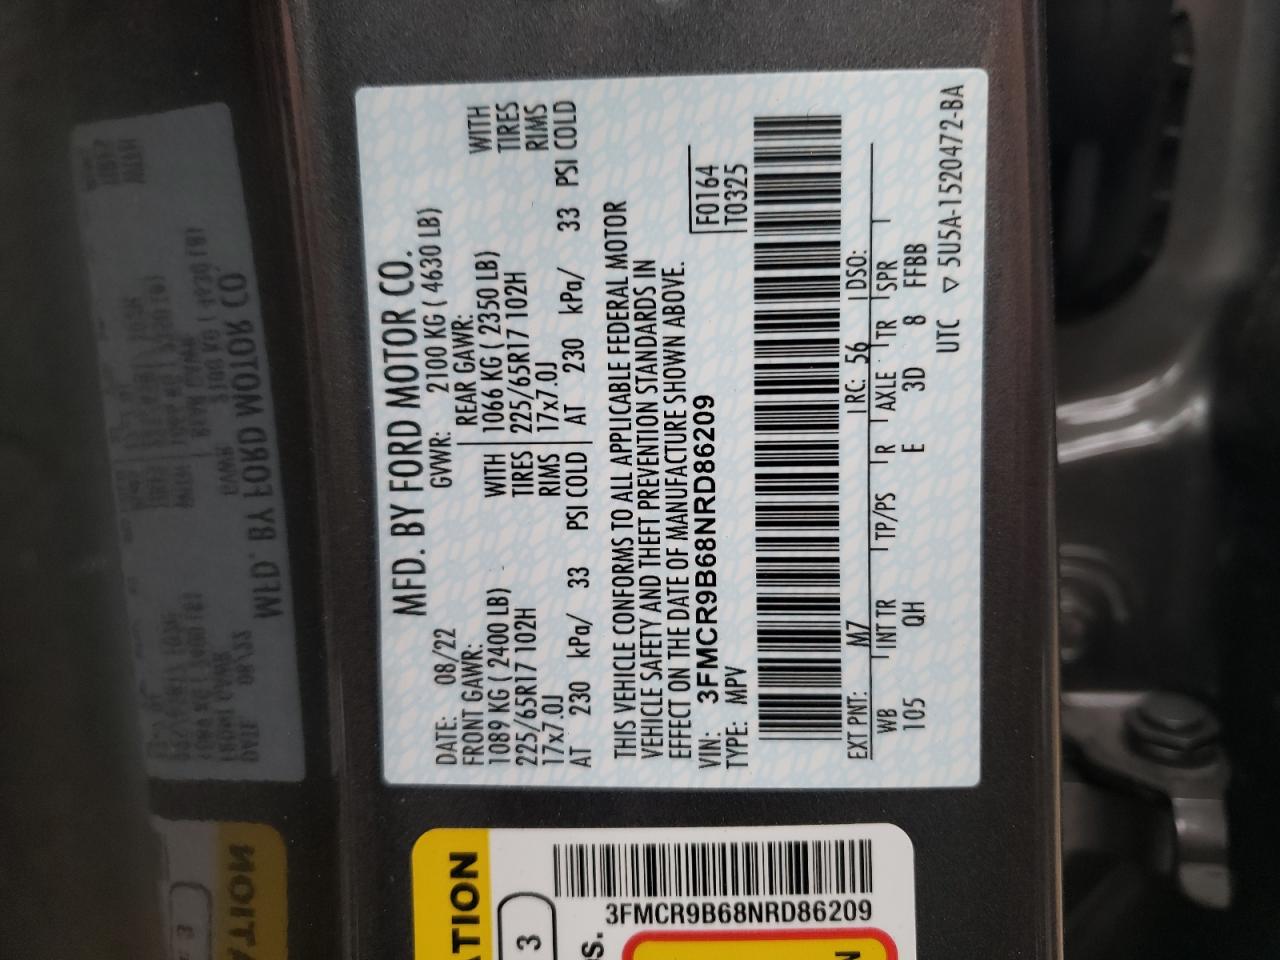 MFD. BY FORD MOTOR CO.
DATE: 08/22 GVWR: 2100 KG ( 4630 LB)
FRONT GAWR: REAR GAWR:
1089 KG ( 2400 LB) WITH 1066 KG ( 2350 LB) WITH
225/65R17 102H TIRES 225/65R17 102H TIRES
17x7.0J RIMS 17x7.0J RIMS
AT 230 kPa/ 33 PSI COLD AT 230 kPa/ 33 PSI COLD
THIS VEHICLE CONFORMS TO ALL APPLICABLE FEDERAL MOTOR
VEHICLE SAFETY AND THEFT PREVENTION STANDARDS IN
EFFECT ON THE DATE OF MANUFACTURE SHOWN ABOVE.
VIN: 3FMCR9B68NRD86209 F0164
TYPE: MPV T0325
EXT PNT: M7 RC: 56 DSO:
WB INT TR TP/PS R AXLE TR SPR
105 QH E 3D 8 FFBB
UTC ▽ 5U5A-1520472-BA
ATION
3
3FMCR9B68NRD86209